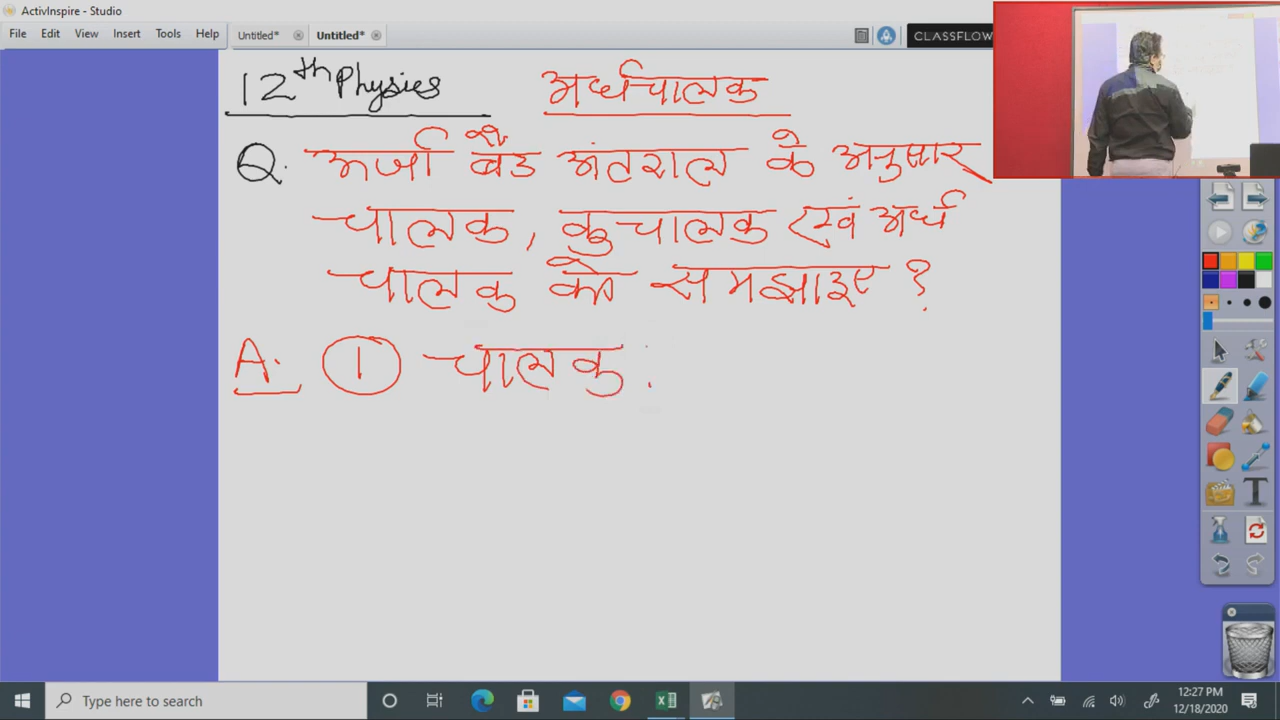 ActivInspire - Studio
File Edit View Insert Tools Help Untitled* Untitled* CLASSFLOW
12th Physics अर्धचालक
Q. ऊर्जा बैंड अंतराल के अनुसार
चालक, कुचालक एवं अर्ध
चालक को समझाइए ?
A. 1 चालक :
Type here to search
12:27 PM
12/18/2020